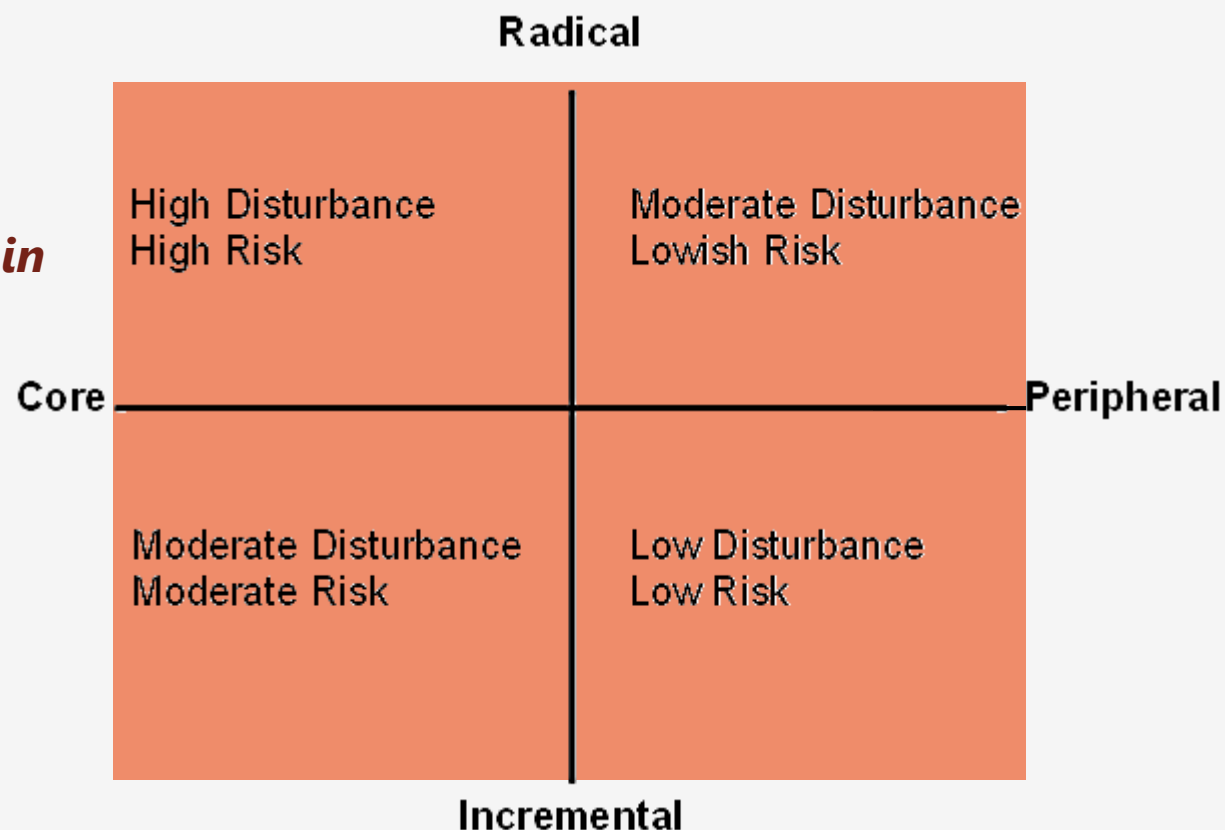 Radical
High Disturbance
High Risk
Moderate Disturbance
Lowish Risk
in
Core
Peripheral
Moderate Disturbance
Moderate Risk
Low Disturbance
Low Risk
Incremental